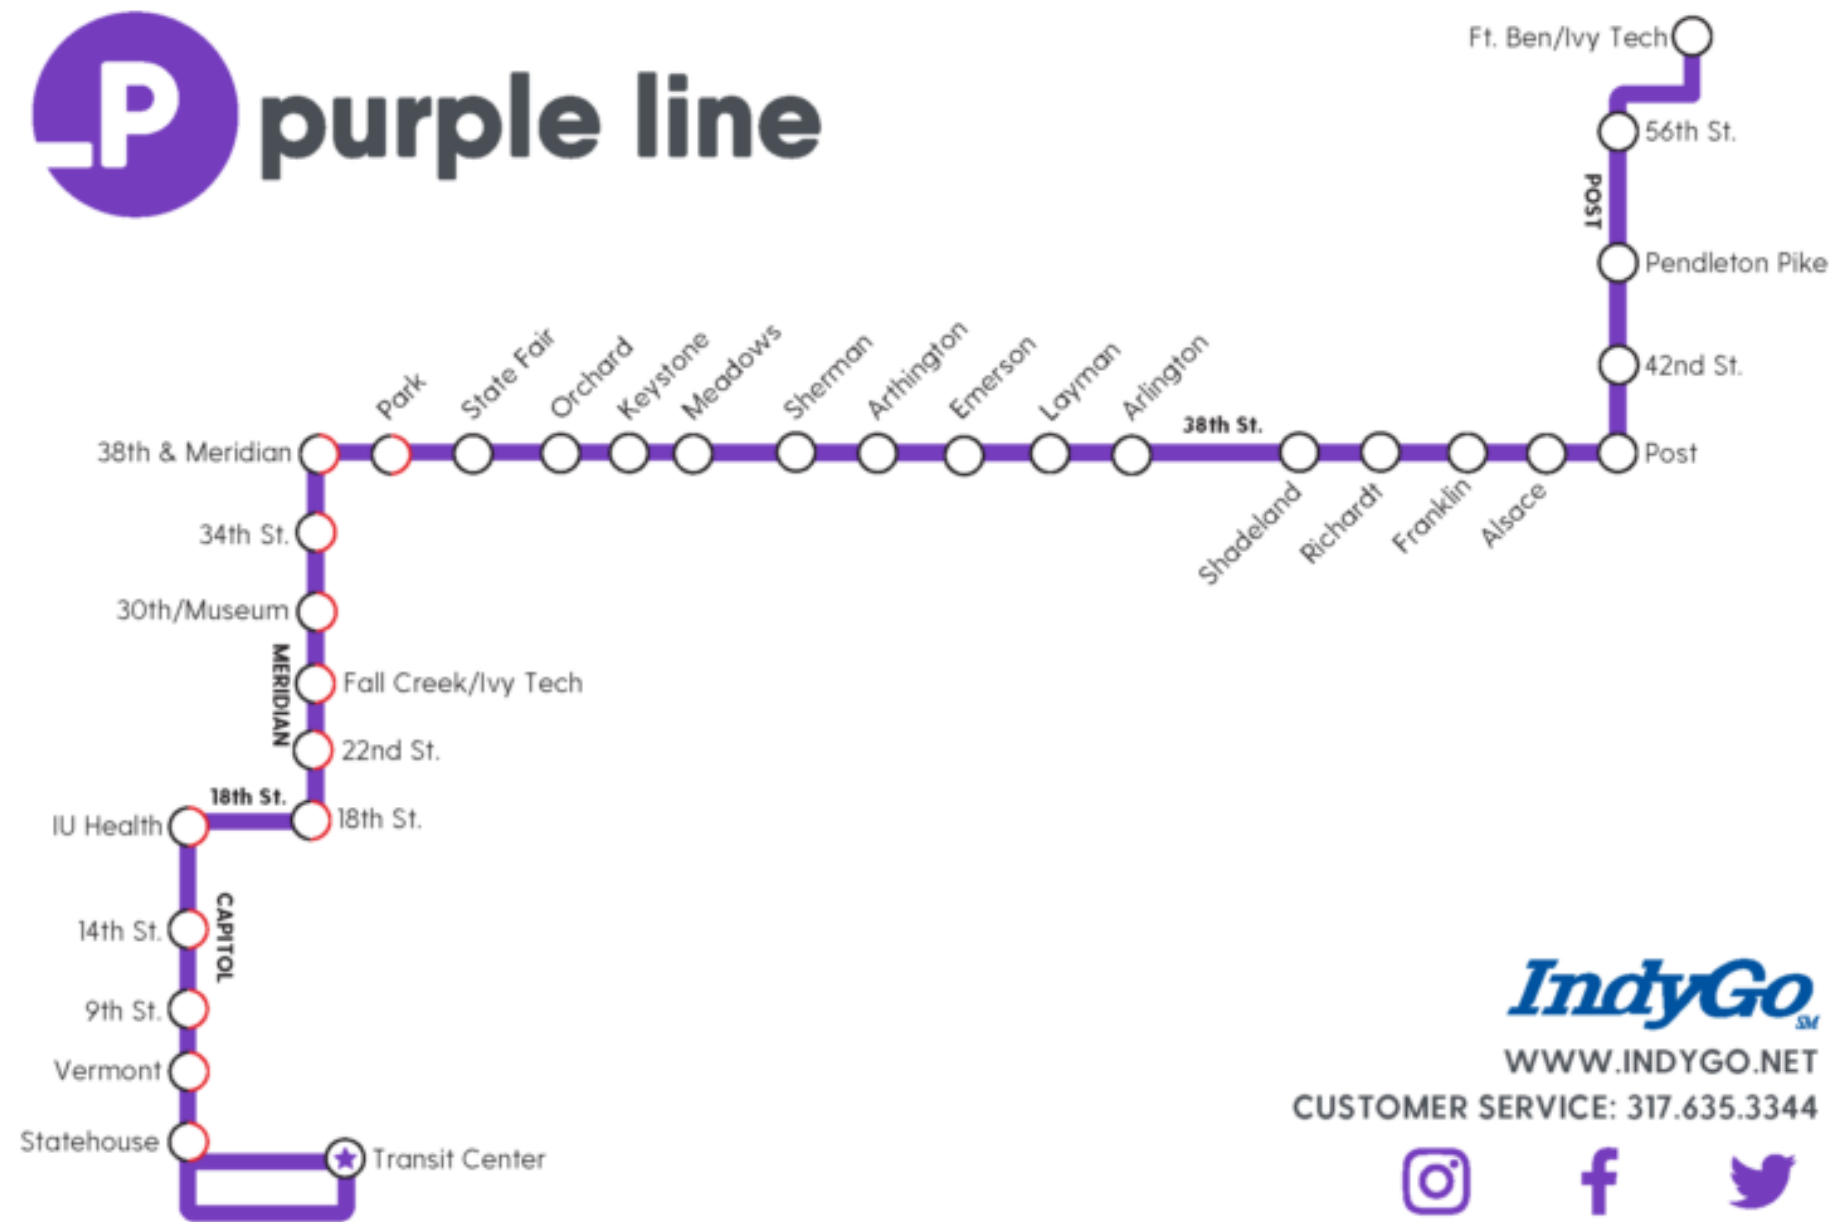 P purple line
Ft. Ben/Ivy Tech
56th St.
POST
Pendleton Pike
42nd St.
Post
38th & Meridian
Park
State Fair
Orchard
Keystone
Meadows
Sherman
Arthington
Emerson
Layman
Arlington
38th St.
Shadeland
Richardt
Franklin
Alsace
34th St.
30th/Museum
MERIDIAN
Fall Creek/Ivy Tech
22nd St.
18th St.
18th St.
IU Health
CAPITOL
14th St.
9th St.
Vermont
Statehouse
Transit Center
IndyGo SM
WWW.INDYGO.NET
CUSTOMER SERVICE: 317.635.3344